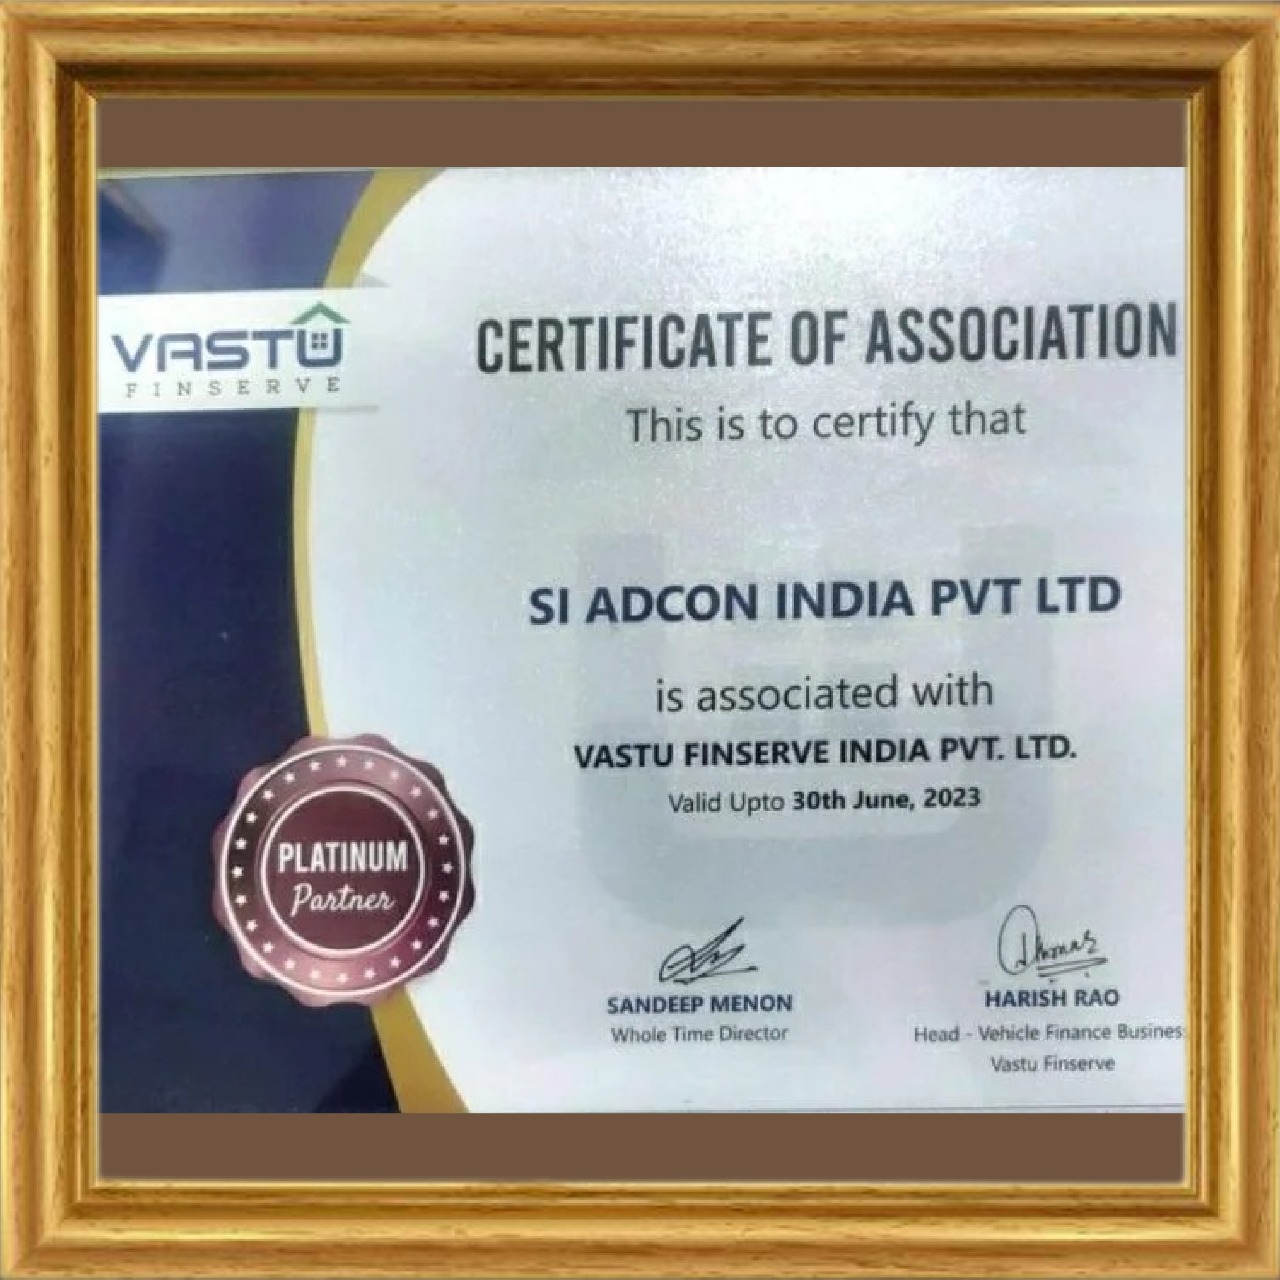 VASTU
FINSERVE
CERTIFICATE OF ASSOCIATION
This is to certify that
SI ADCON INDIA PVT LTD
is associated with
VASTU FINSERVE INDIA PVT. LTD.
Valid Upto 30th June, 2023
PLATINUM
Partner
SANDEEP MENON
Whole Time Director
HARISH RAO
Head - Vehicle Finance Busines
Vastu Finserve